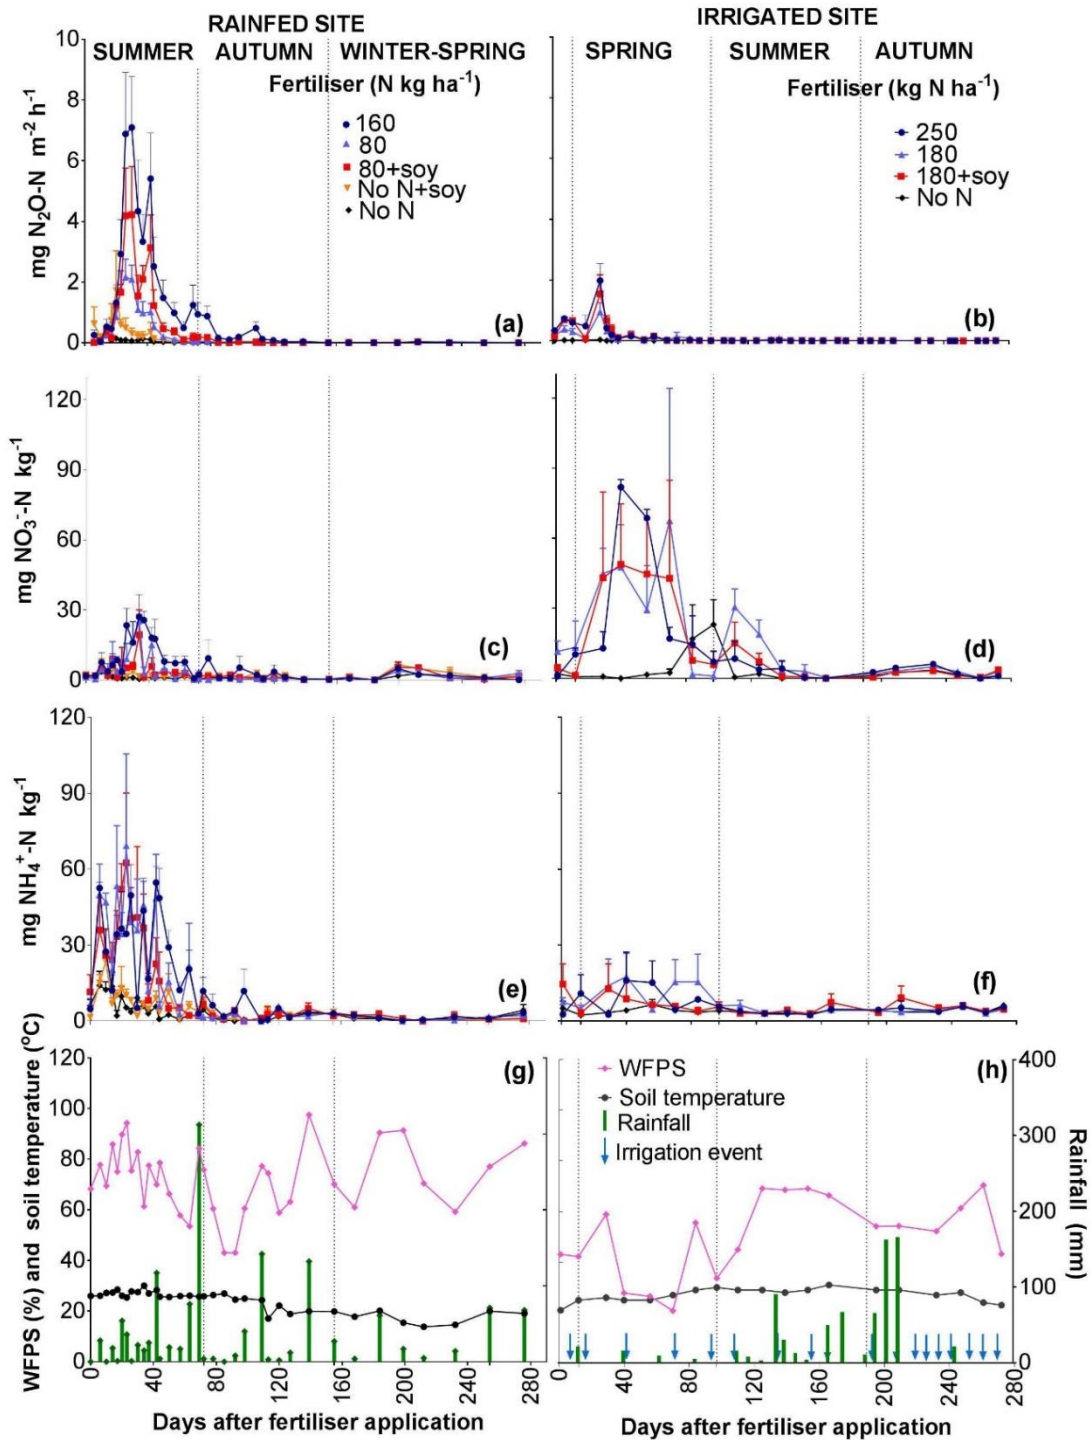 RAINFED SITE
IRRIGATED SITE
SUMMER AUTUMN WINTER-SPRING
SPRING SUMMER AUTUMN
Fertiliser (N kg ha⁻¹)
160
80
80+soy
No N+soy
No N
Fertiliser (kg N ha⁻¹)
250
180
180+soy
No N
mg N₂O-N m⁻² h⁻¹
10
8
6
4
2
0
(a)
(b)
mg NO₃⁻-N kg⁻¹
120
90
60
30
0
(c)
(d)
mg NH₄⁺-N kg⁻¹
120
90
60
30
0
(e)
(f)
WFPS (%) and soil temperature (°C)
120
100
80
60
40
20
0
(g)
WFPS
Soil temperature
Rainfall
Irrigation event
(h)
400
300
200
100
0
Rainfall (mm)
0 40 80 120 160 200 240 280
0 40 80 120 160 200 240 280
Days after fertiliser application
Days after fertiliser application